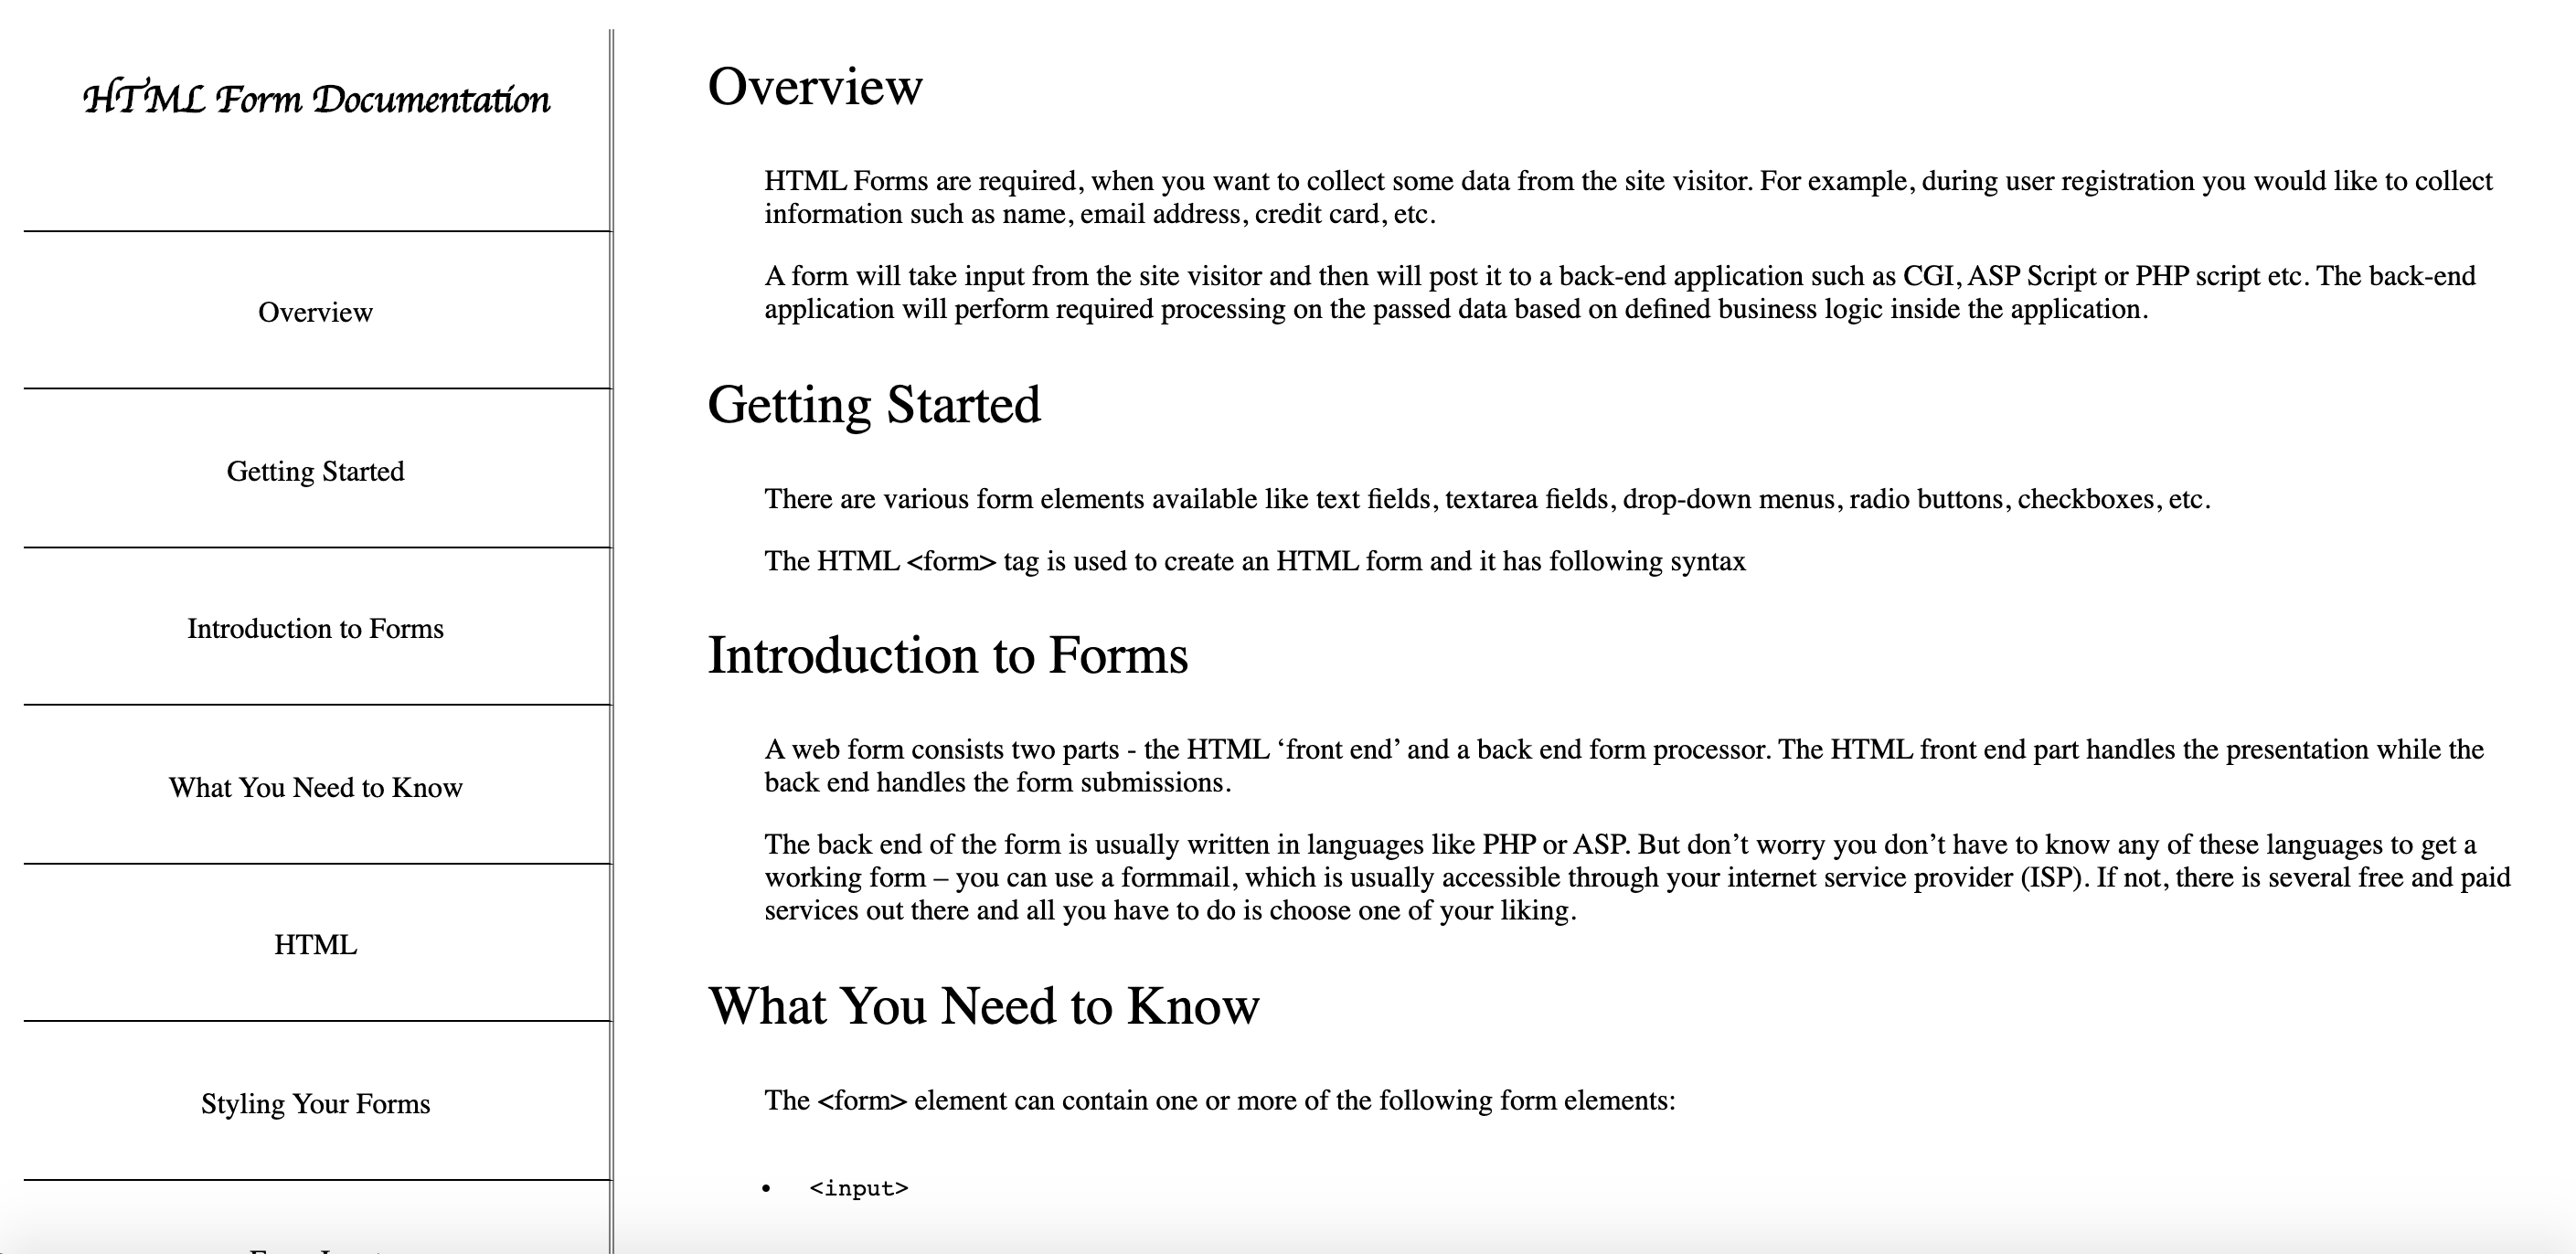 HTML Form Documentation
Overview
Getting Started
Introduction to Forms
What You Need to Know
HTML
Styling Your Forms
Overview
HTML Forms are required, when you want to collect some data from the site visitor. For example, during user registration you would like to collect
information such as name, email address, credit card, etc.
A form will take input from the site visitor and then will post it to a back-end application such as CGI, ASP Script or PHP script etc. The back-end
application will perform required processing on the passed data based on defined business logic inside the application.
Getting Started
There are various form elements available like text fields, textarea fields, drop-down menus, radio buttons, checkboxes, etc.
The HTML <form> tag is used to create an HTML form and it has following syntax
Introduction to Forms
A web form consists two parts - the HTML ‘front end’ and a back end form processor. The HTML front end part handles the presentation while the
back end handles the form submissions.
The back end of the form is usually written in languages like PHP or ASP. But don’t worry you don’t have to know any of these languages to get a
working form – you can use a formmail, which is usually accessible through your internet service provider (ISP). If not, there is several free and paid
services out there and all you have to do is choose one of your liking.
What You Need to Know
The <form> element can contain one or more of the following form elements:
• <input>